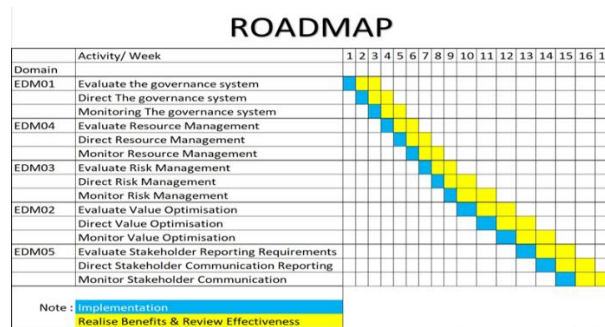 ROADMAP
Activity/ Week 1 2 3 4 5 6 7 8 9 10 11 12 13 14 15 16 1
Domain
EDM01 Evaluate the governance system
Direct The governance system
Monitoring The governance system
EDM04 Evaluate Resource Management
Direct Resource Management
Monitor Resource Management
EDM03 Evaluate Risk Management
Direct Risk Management
Monitor Risk Management
EDM02 Evaluate Value Optimisation
Direct Value Optimisation
Monitor Value Optimisation
EDM05 Evaluate Stakeholder Reporting Requirements
Direct Stakeholder Communication Reporting
Monitor Stakeholder Communication
Note : Implementation
Realise Benefits & Review Effectiveness